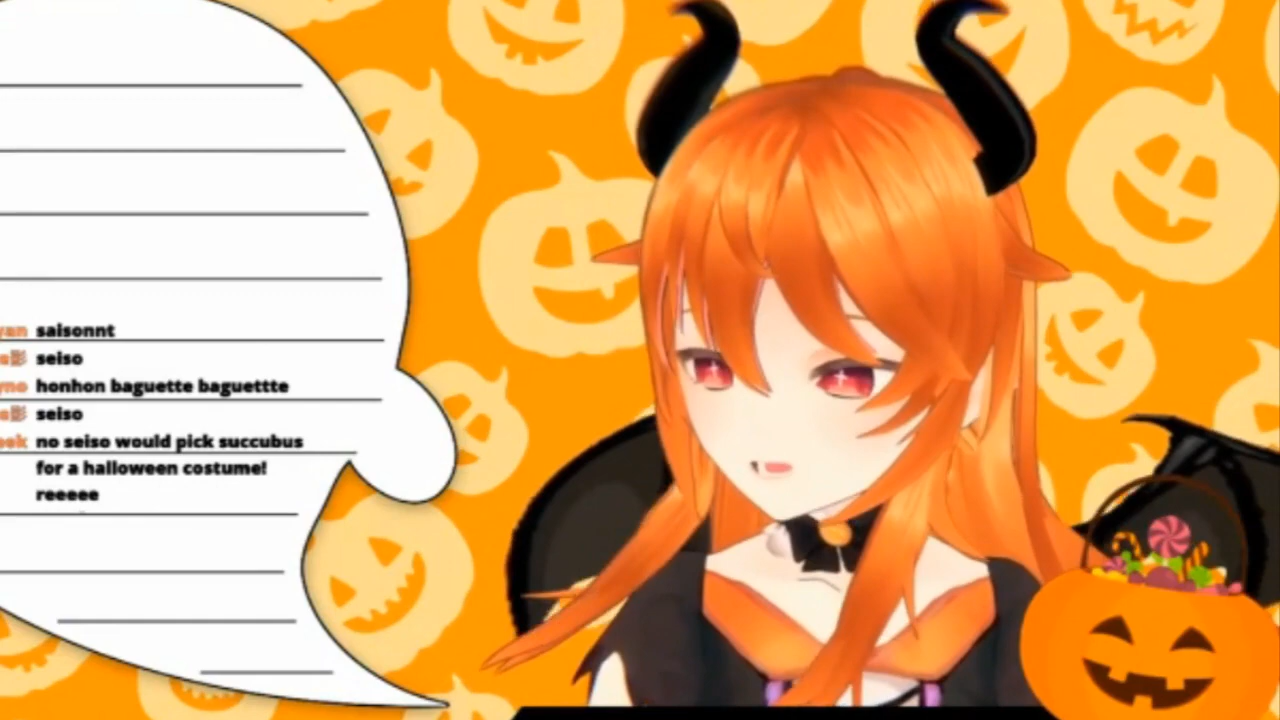 saisonnt
seiso
honhon baguette baguettte
seiso
no seiso would pick succubus
for a halloween costume!
reeeee